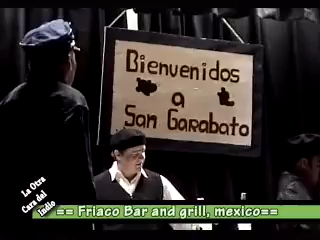 Bienvenidos
a
San Garabato
La Otra
Cara del
Indio
== Friaco Bar and grill, mexico==